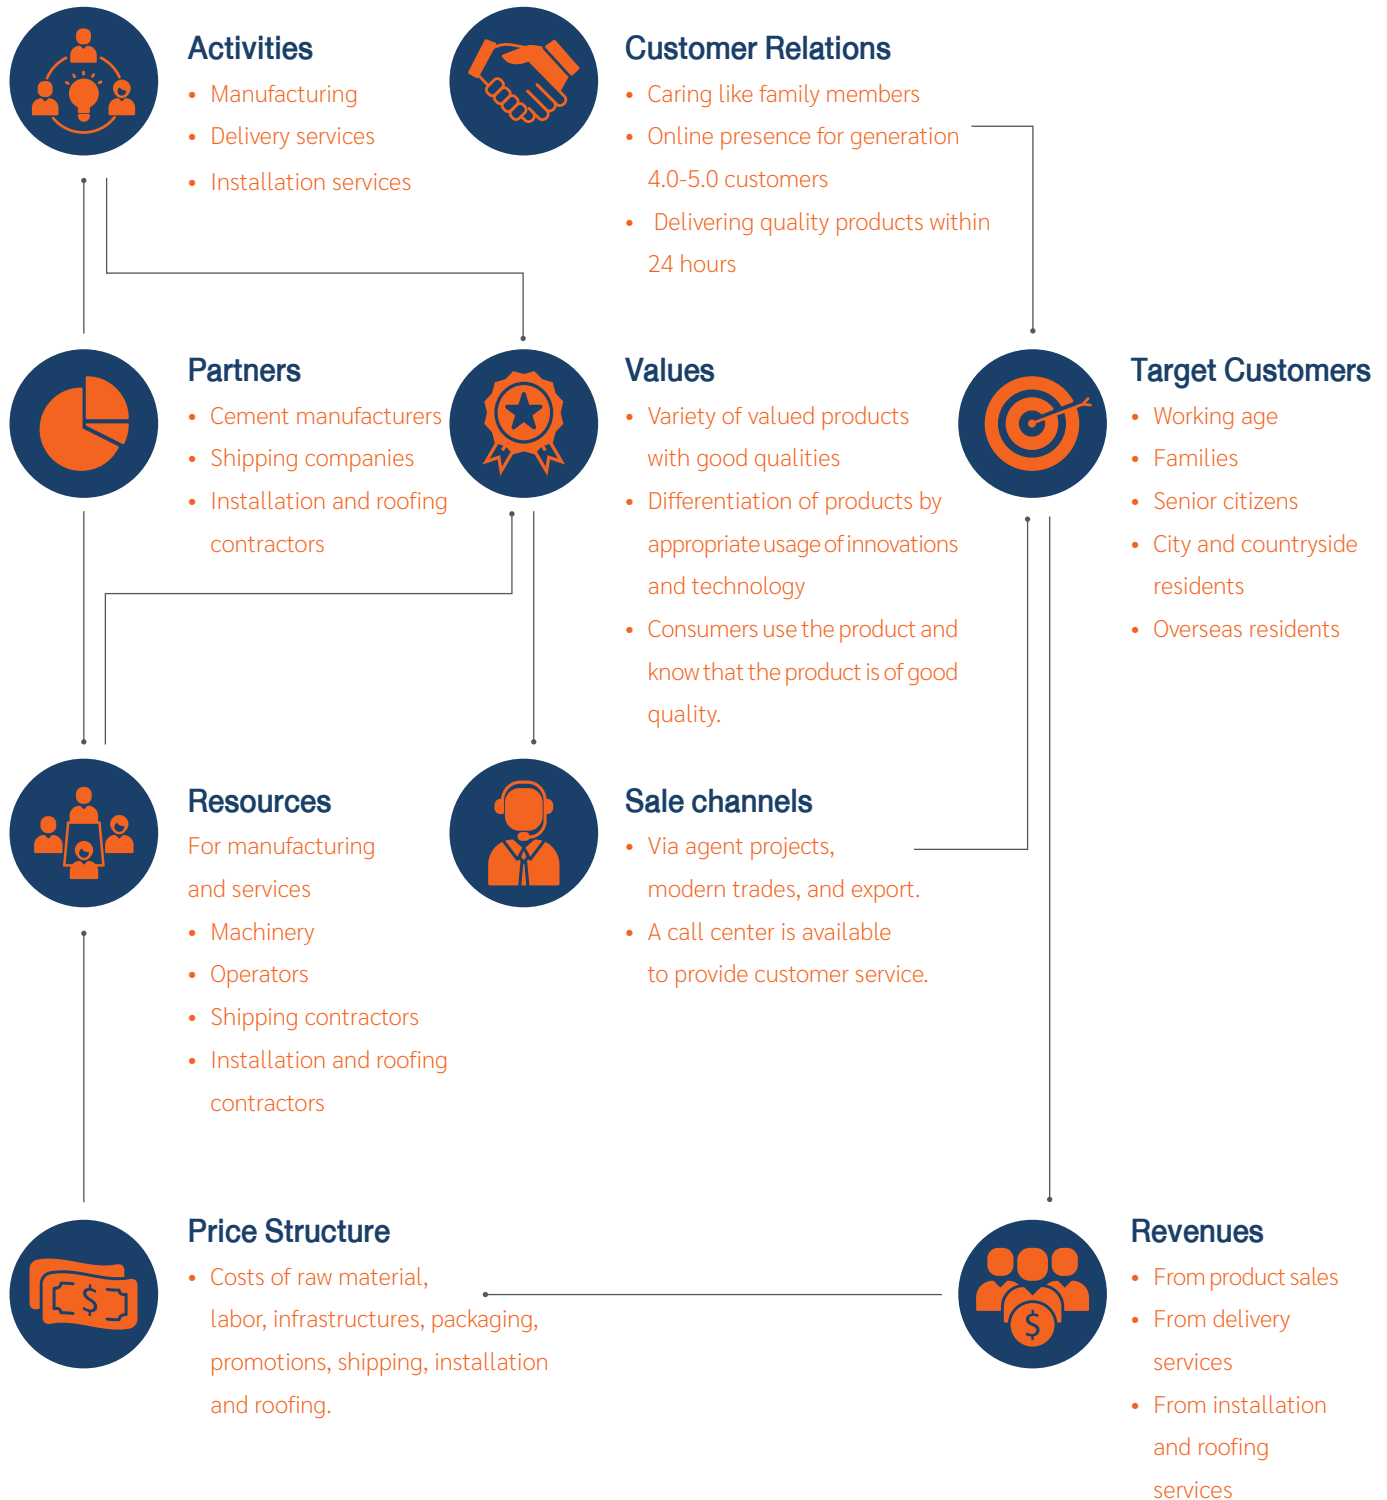 Activities
• Manufacturing
• Delivery services
• Installation services
Customer Relations
• Caring like family members
• Online presence for generation
4.0-5.0 customers
• Delivering quality products within
24 hours
Partners
• Cement manufacturers
• Shipping companies
• Installation and roofing
contractors
Values
• Variety of valued products
with good qualities
• Differentiation of products by
appropriate usage of innovations
and technology
• Consumers use the product and
know that the product is of good
quality.
Target Customers
• Working age
• Families
• Senior citizens
• City and countryside
residents
• Overseas residents
Resources
For manufacturing
and services
• Machinery
• Operators
• Shipping contractors
• Installation and roofing
contractors
Sale channels
• Via agent projects,
modern trades, and export.
• A call center is available
to provide customer service.
Price Structure
• Costs of raw material,
labor, infrastructures, packaging,
promotions, shipping, installation
and roofing.
$
Revenues
• From product sales
• From delivery
services
• From installation
and roofing
services
$